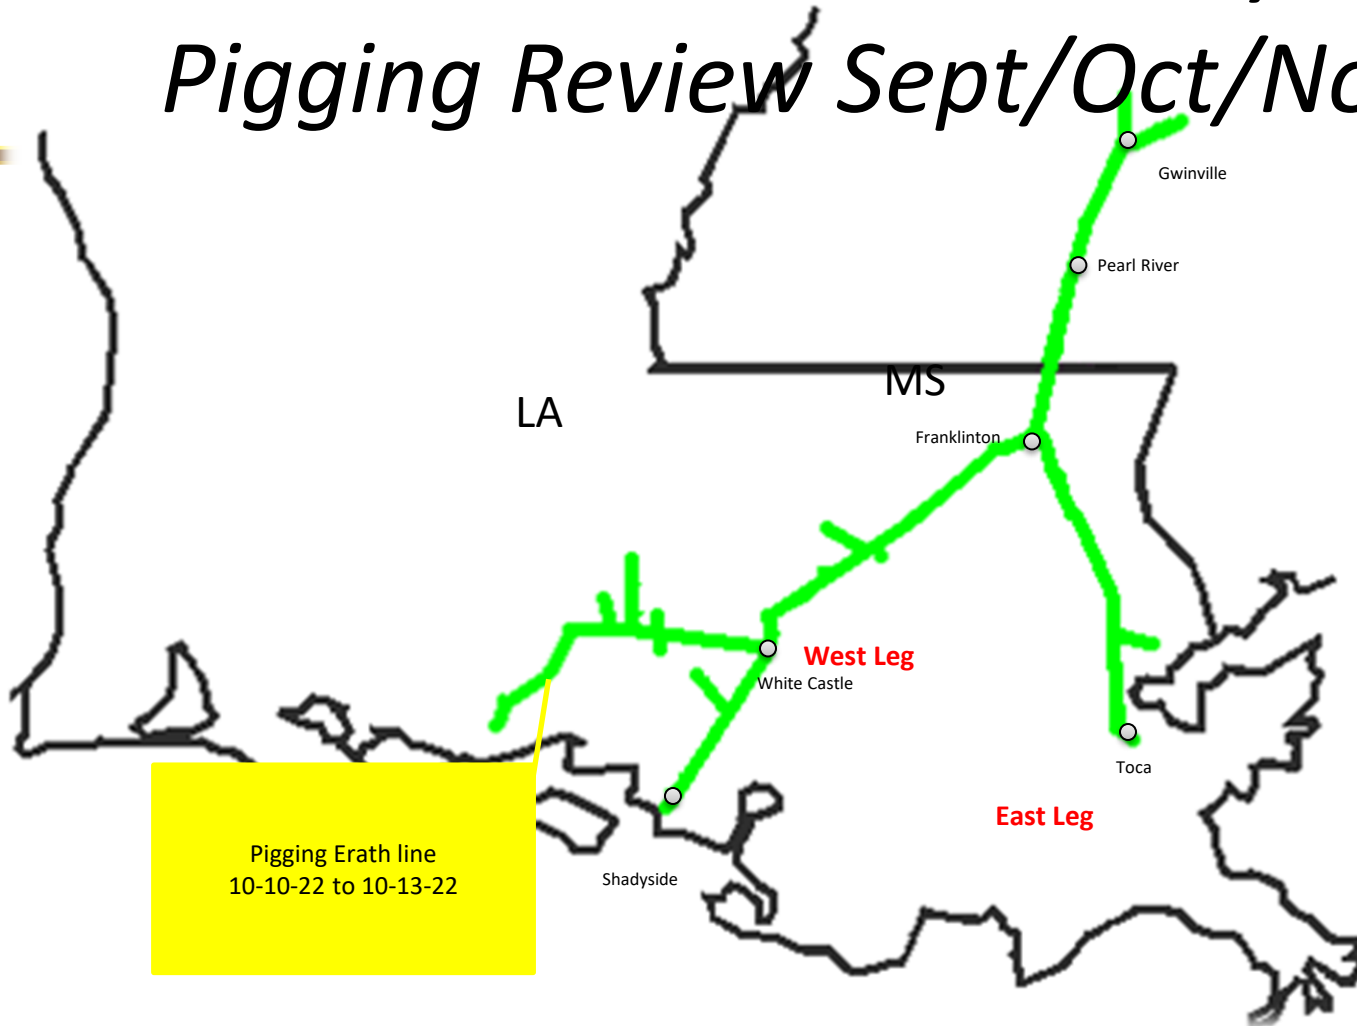 Pigging Review Sept/Oct/No
Gwinville
Pearl River
MS
LA
Franklinton
West Leg
White Castle
Toca
East Leg
Pigging Erath line
10-10-22 to 10-13-22
Shadyside